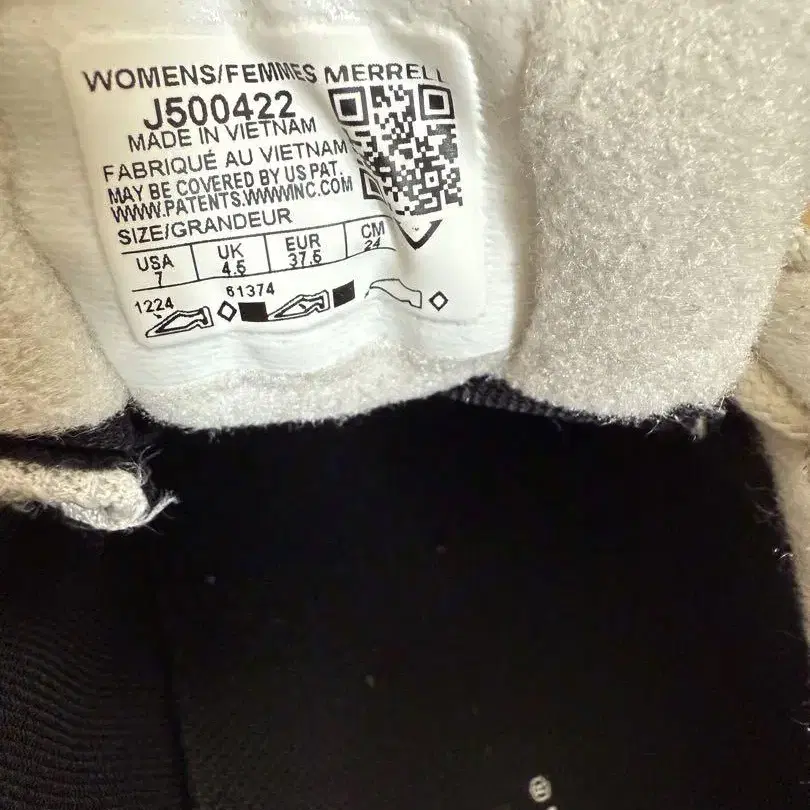 WOMENS/FEMMES MERRELL
J500422
MADE IN VIETNAM
FABRIQUÉ AU VIETNAM
MAY BE COVERED BY US PAT.
WWW.PATENTS.WWWINC.COM
SIZE/GRANDEUR
USA UK EUR CM
7 4.5 37.5 24
1224 61374